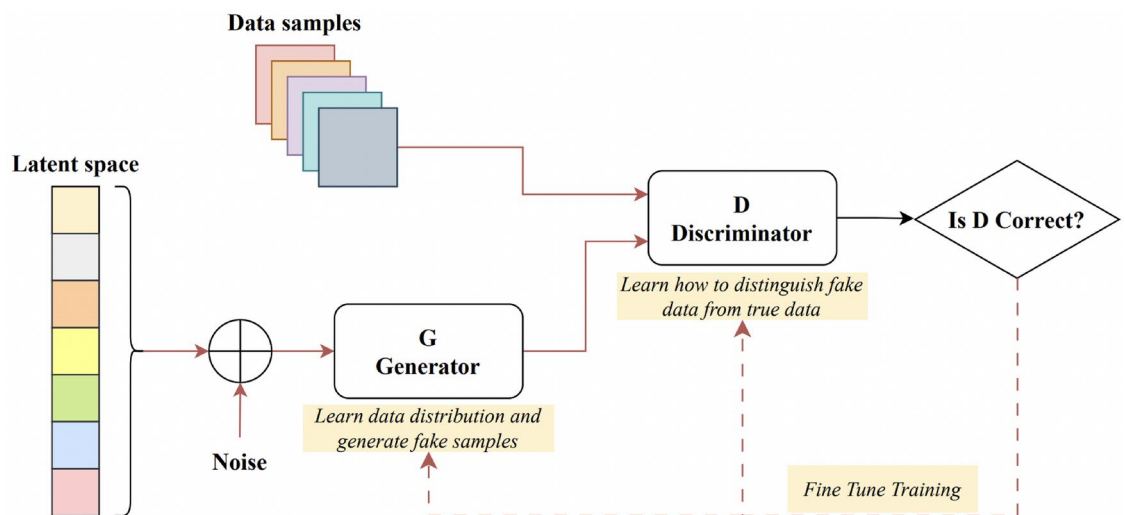 Data samples
Latent space
D
Discriminator
Is D Correct?
Learn how to distinguish fake
data from true data
G
Generator
Learn data distribution and
generate fake samples
Noise
Fine Tune Training